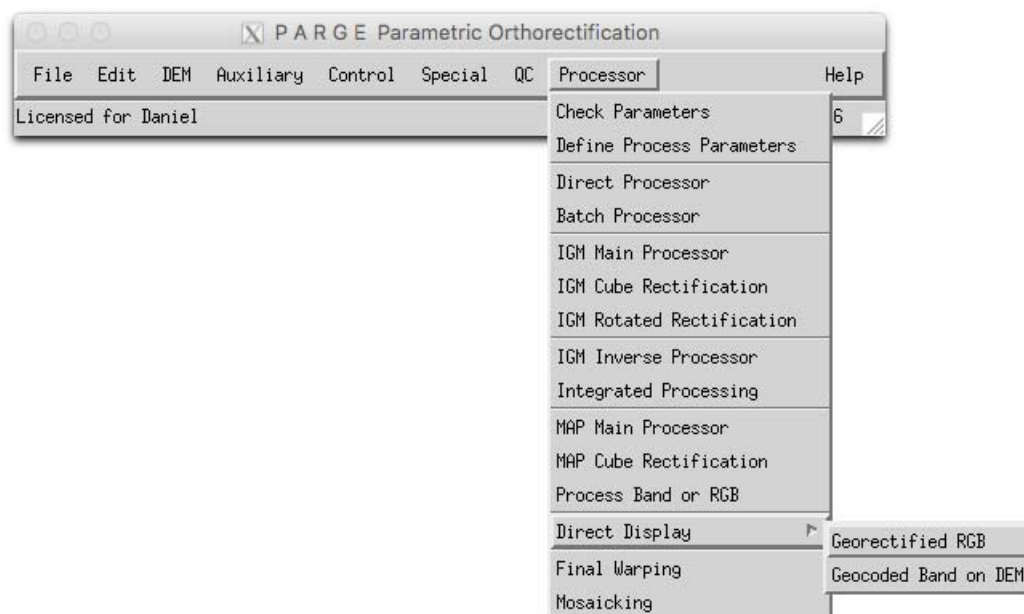 P A R G E Parametric Orthorectification
File Edit DEM Auxiliary Control Special QC Processor Help
Licensed for Daniel 6
Check Parameters
Define Process Parameters
Direct Processor
Batch Processor
IGM Main Processor
IGM Cube Rectification
IGM Rotated Rectification
IGM Inverse Processor
Integrated Processing
MAP Main Processor
MAP Cube Rectification
Process Band or RGB
Direct Display
Georectified RGB
Geocoded Band on DEM
Final Warping
Mosaicking